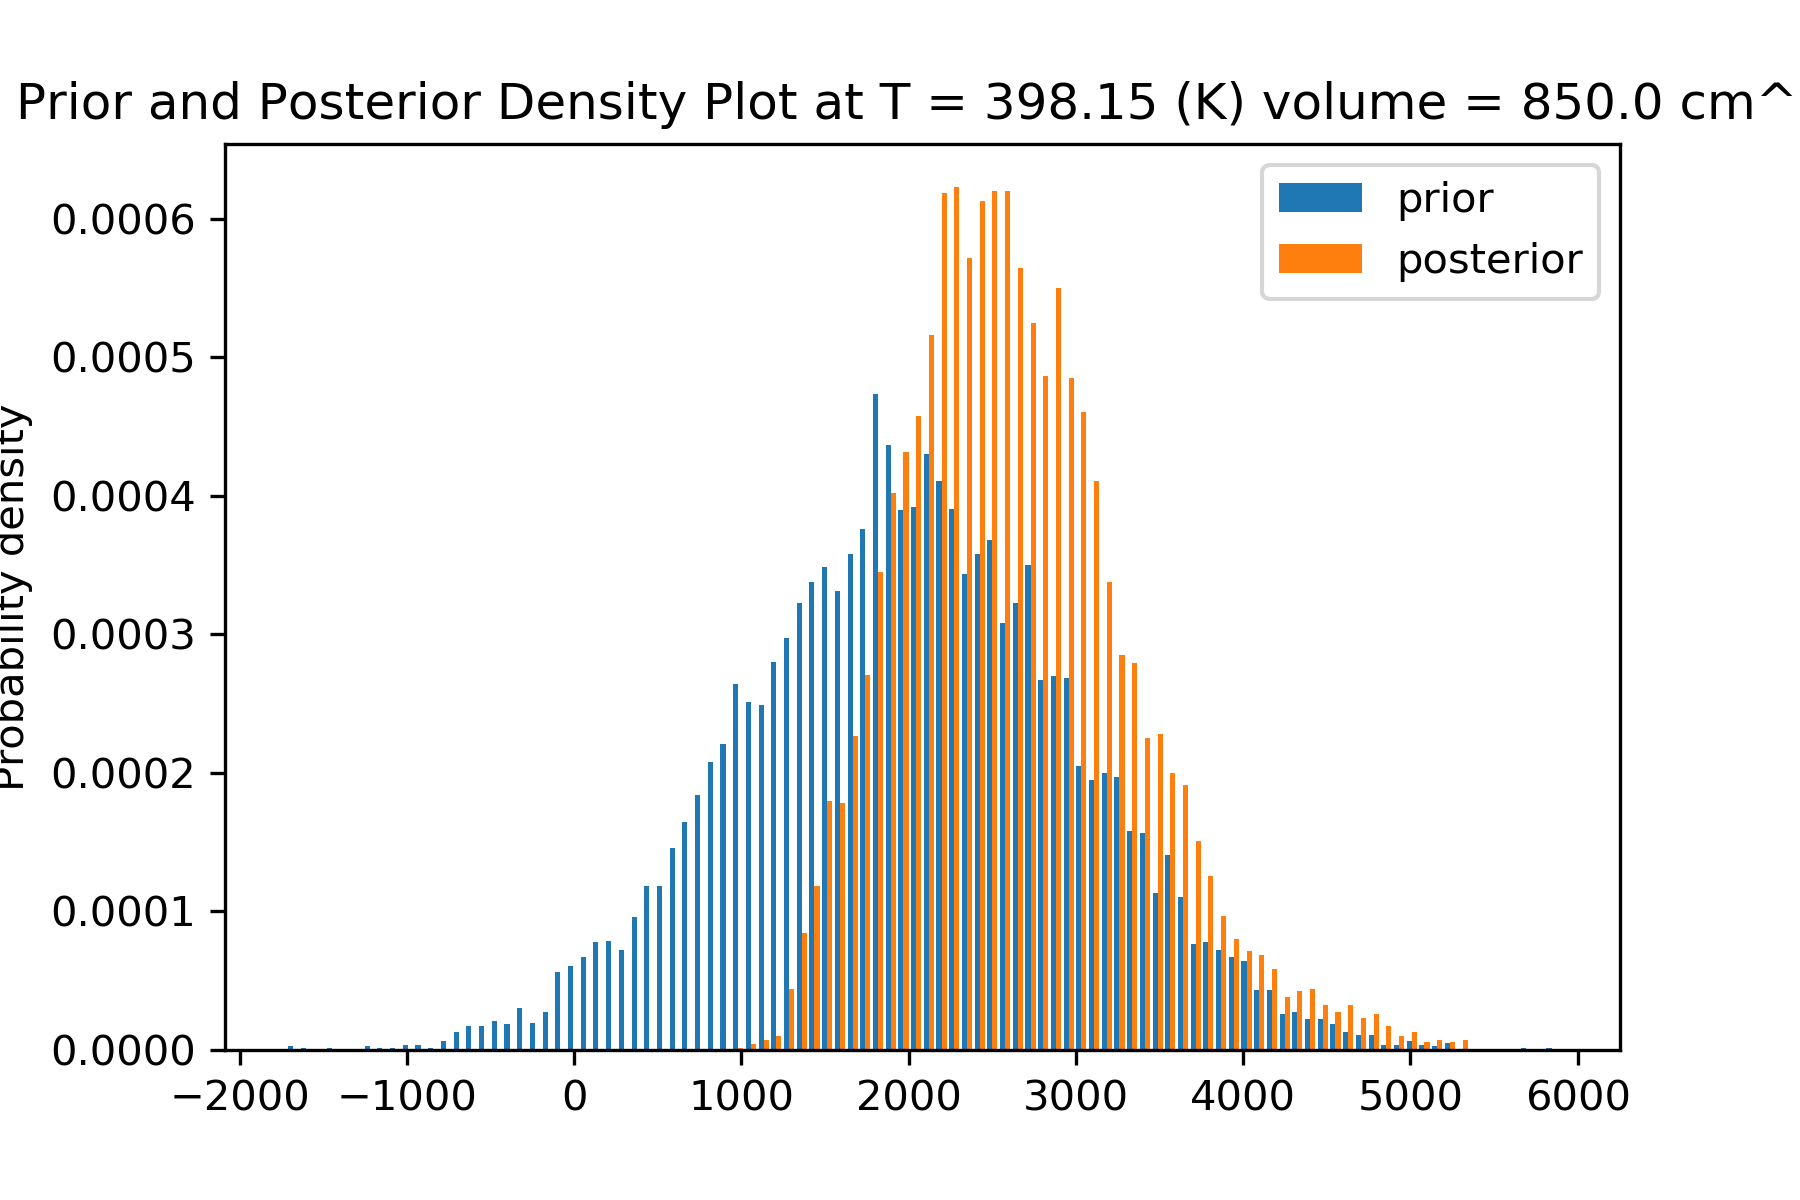 Prior and Posterior Density Plot at T = 398.15 (K) volume = 850.0 cm^
prior
posterior
Probability density
0.0006
0.0005
0.0004
0.0003
0.0002
0.0001
0.0000
−2000 −1000 0 1000 2000 3000 4000 5000 6000